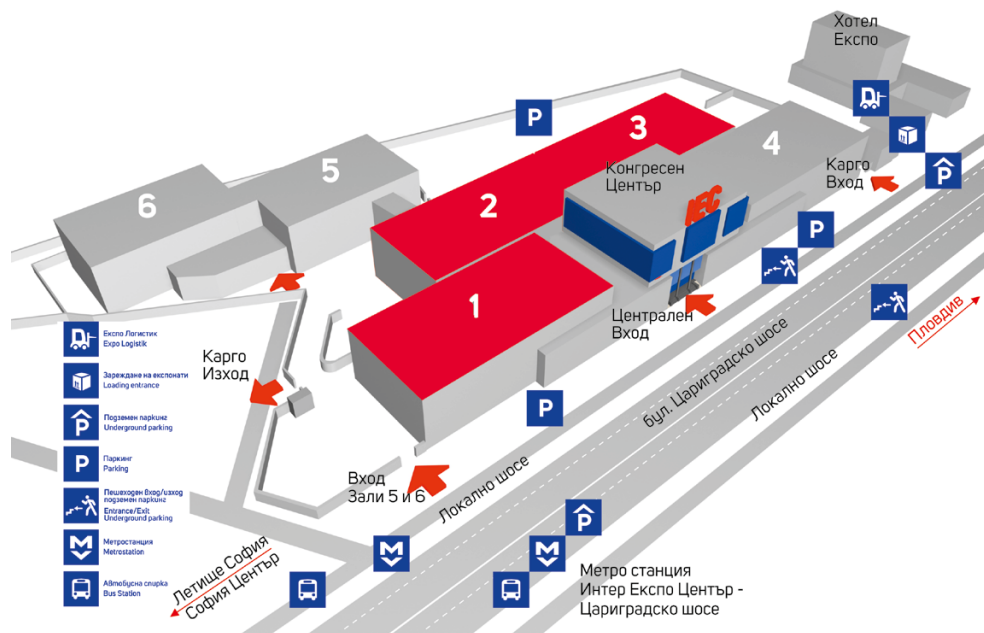 Хотел
Експо
3
4
5
6
2
1
Конгресен
Център
IEC
Карго
Вход
P
P
P
P
Централен
Вход
Пловдив
Карго
Изход
бул. Цариградско шосе
Локално шосе
Вход
Зали 5 и 6
Локално шосе
M
P
M
Летище София
София Център
Метро станция
Интер Експо Център -
Цариградско шосе
Експо Логистик
Expo Logistik
Зареждане на експонати
Loading entrance
P
Подземен паркинг
Underground parking
P
Паркинг
Parking
Пешеходен вход/изход
подземен паркинг
Entrance/Exit
Underground parking
M
Метростанция
Metrostation
Автобусна спирка
Bus Station